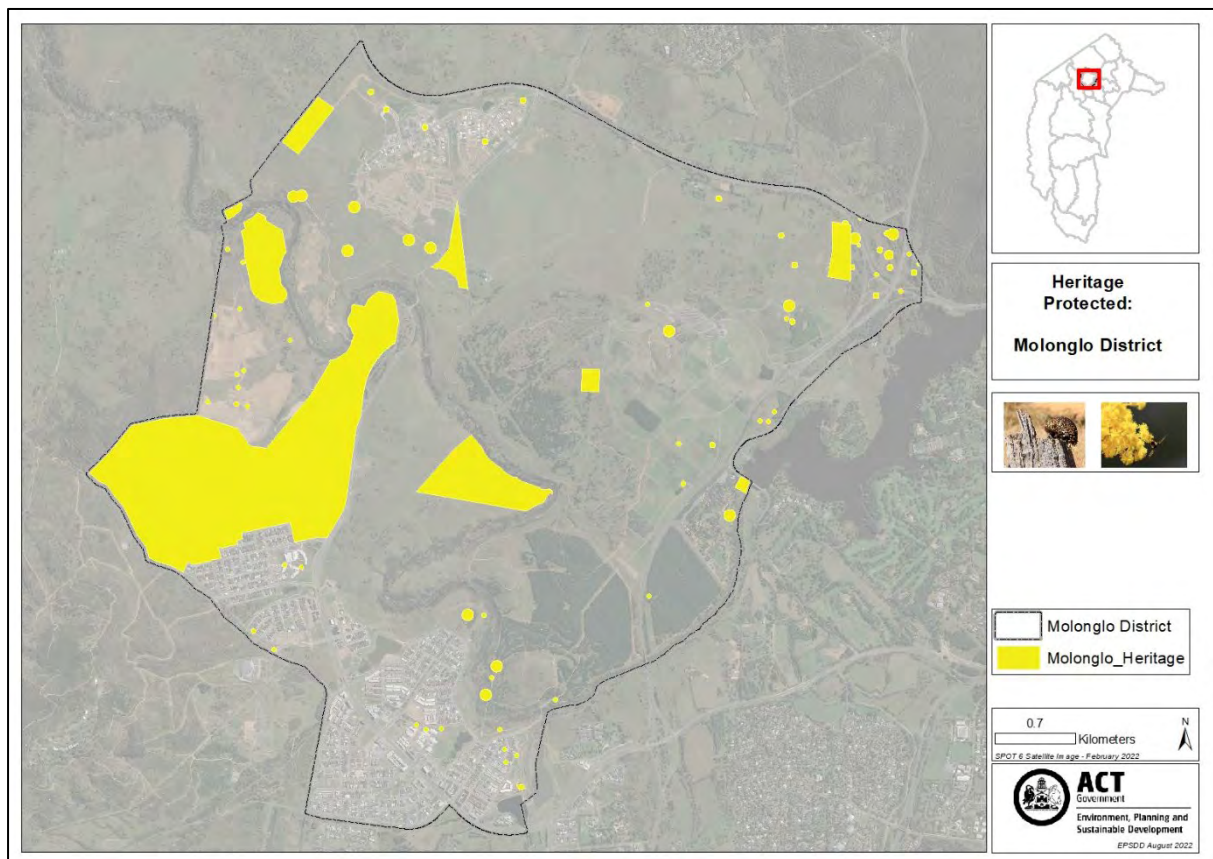 Heritage
Protected:
Molonglo District
Molonglo District
Molonglo_Heritage
0.7
Kilometers
N
SPOT 6 Satellite Image - February 2022
ACT
Government
Environment, Planning and
Sustainable Development
EPSDD August 2022